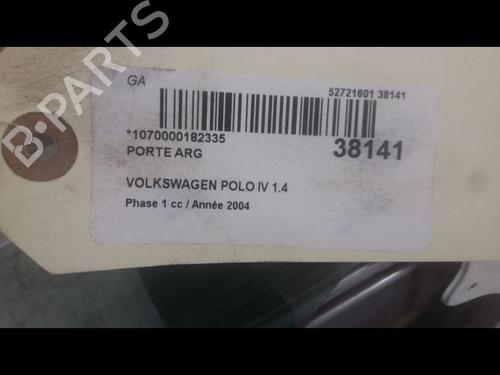 GA
52721601 38141
*1070000182335
38141
PORTE ARG
VOLKSWAGEN POLO IV 1.4
Phase 1 cc / Année 2004
B-PARTS